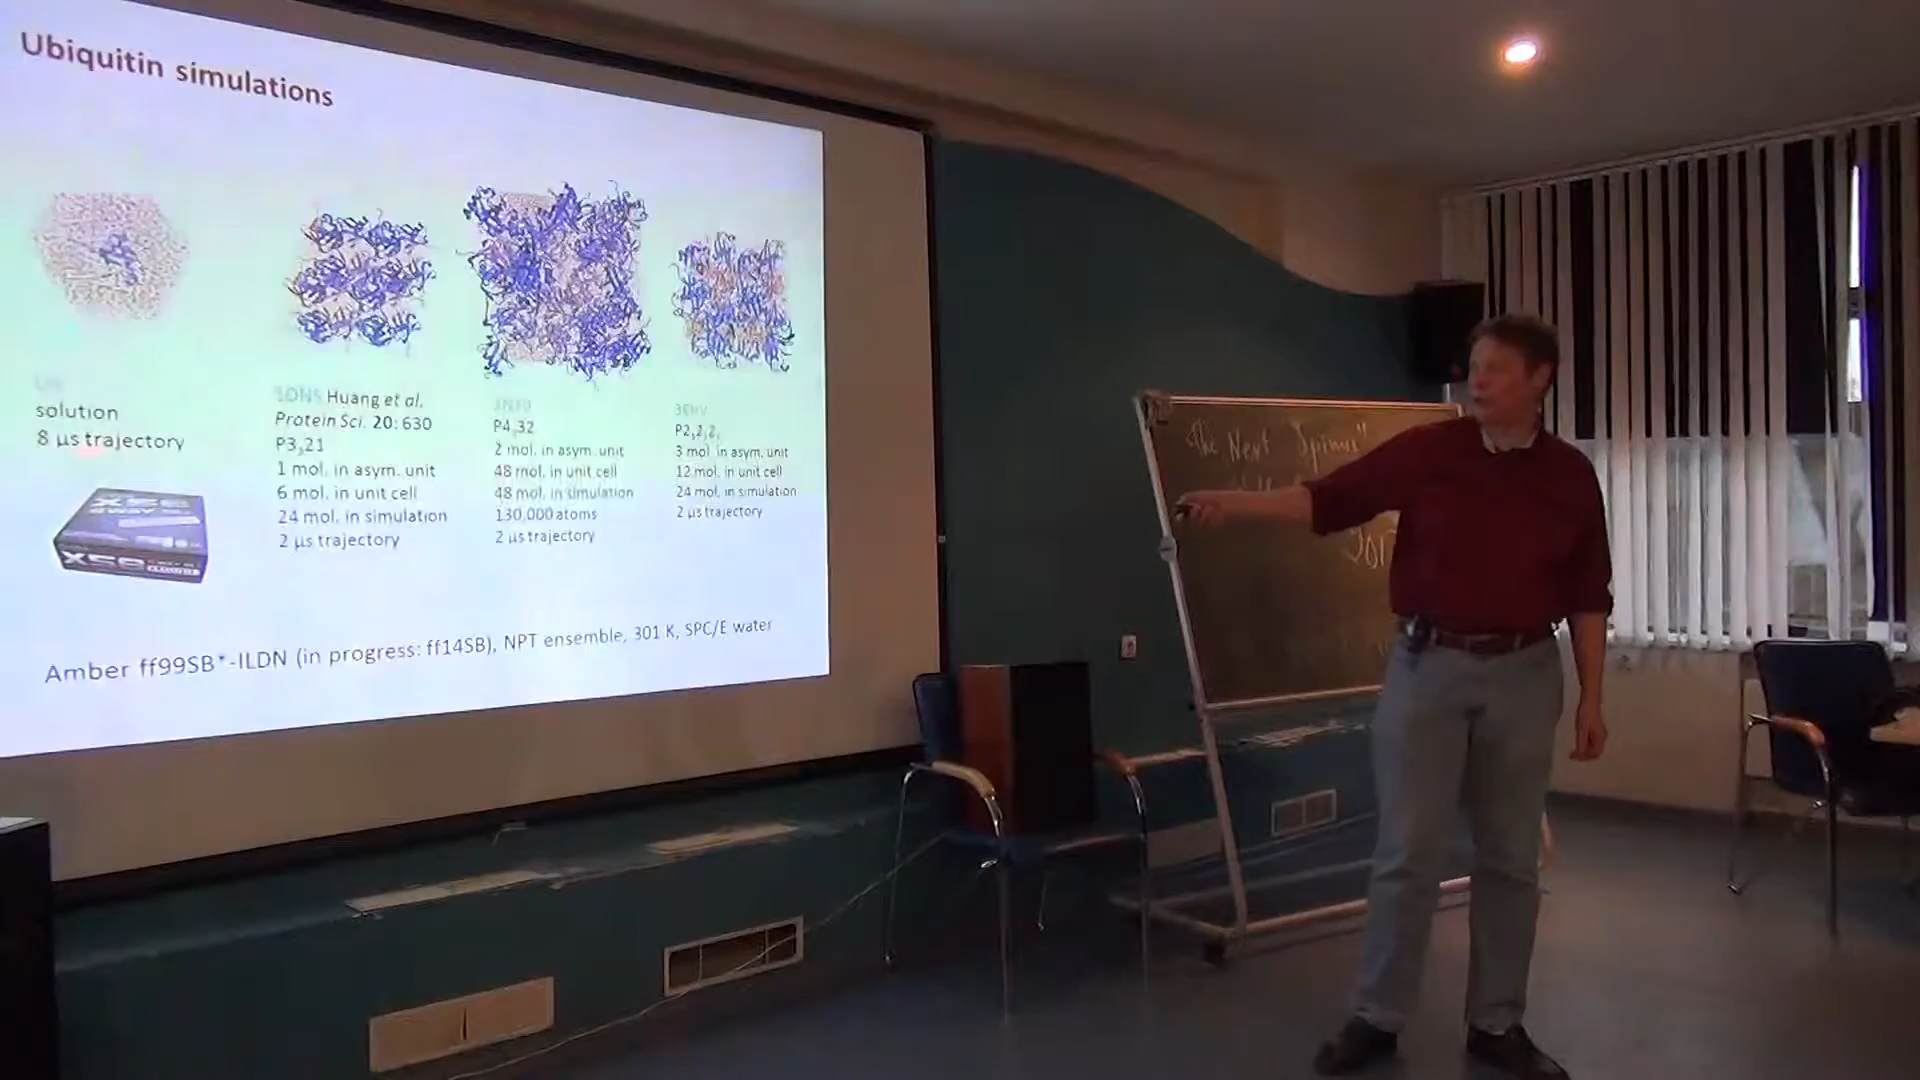 Ubiquitin simulations
solution
8 µs trajectory
Huang et al.
Protein Sci. 20: 630
P3₂21
1 mol. in asym. unit
6 mol. in unit cell
24 mol. in simulation
2 µs trajectory
2 mol. in asym. unit
48 mol. in unit cell
48 mol. in simulation
130,000 atoms
2 µs trajectory
3 mol. in asym. unit
12 mol. in unit cell
24 mol. in simulation
2 µs trajectory
Amber ff99SB*-ILDN (in progress: ff14SB), NPT ensemble, 301 K, SPC/E water
The Next "Spinus"
2017